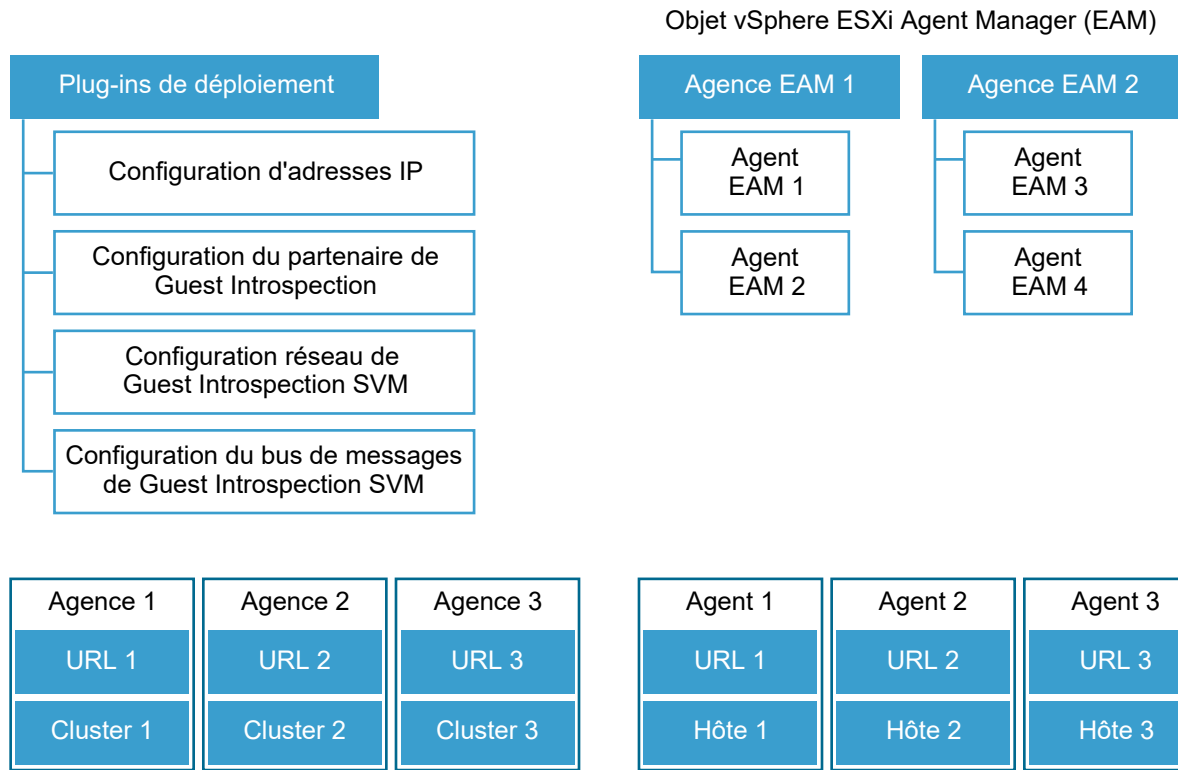 Objet vSphere ESXi Agent Manager (EAM)
Plug-ins de déploiement
Configuration d'adresses IP
Configuration du partenaire de
Guest Introspection
Configuration réseau de
Guest Introspection SVM
Configuration du bus de messages
de Guest Introspection SVM
Agence EAM 1
Agent
EAM 1
Agent
EAM 2
Agence EAM 2
Agent
EAM 3
Agent
EAM 4
Agence 1
URL 1
Cluster 1
Agence 2
URL 2
Cluster 2
Agence 3
URL 3
Cluster 3
Agent 1
URL 1
Hôte 1
Agent 2
URL 2
Hôte 2
Agent 3
URL 3
Hôte 3